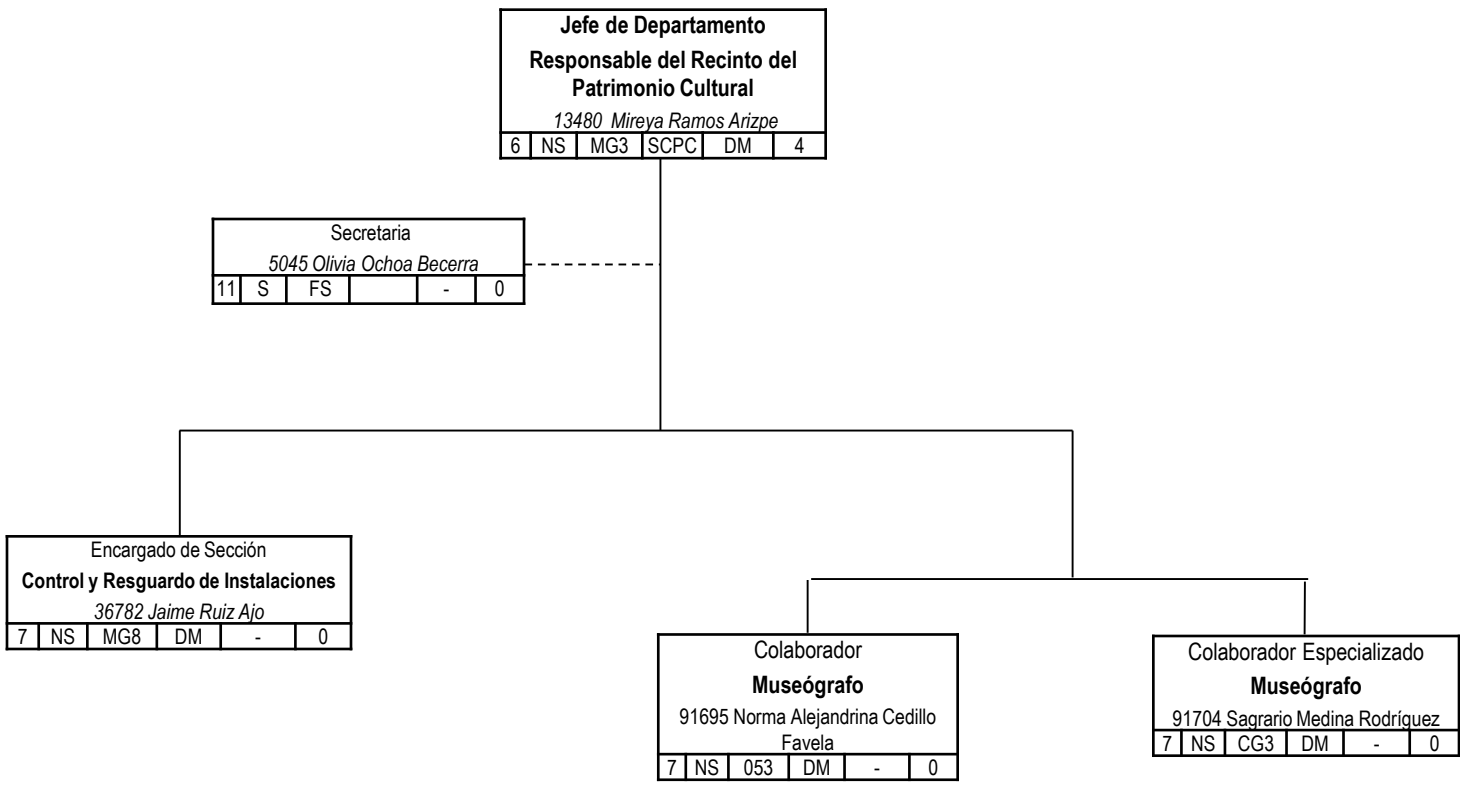 Jefe de Departamento
Responsable del Recinto del
Patrimonio Cultural
13480 Mireya Ramos Arizpe
6 NS MG3 SCPC DM 4
Secretaria
5045 Olivia Ochoa Becerra
11 S FS - 0
Encargado de Sección
Control y Resguardo de Instalaciones
36782 Jaime Ruiz Ajo
7 NS MG8 DM - 0
Colaborador
Museógrafo
91695 Norma Alejandrina Cedillo
Favela
7 NS 053 DM - 0
Colaborador Especializado
Museógrafo
91704 Sagrario Medina Rodríguez
7 NS CG3 DM - 0